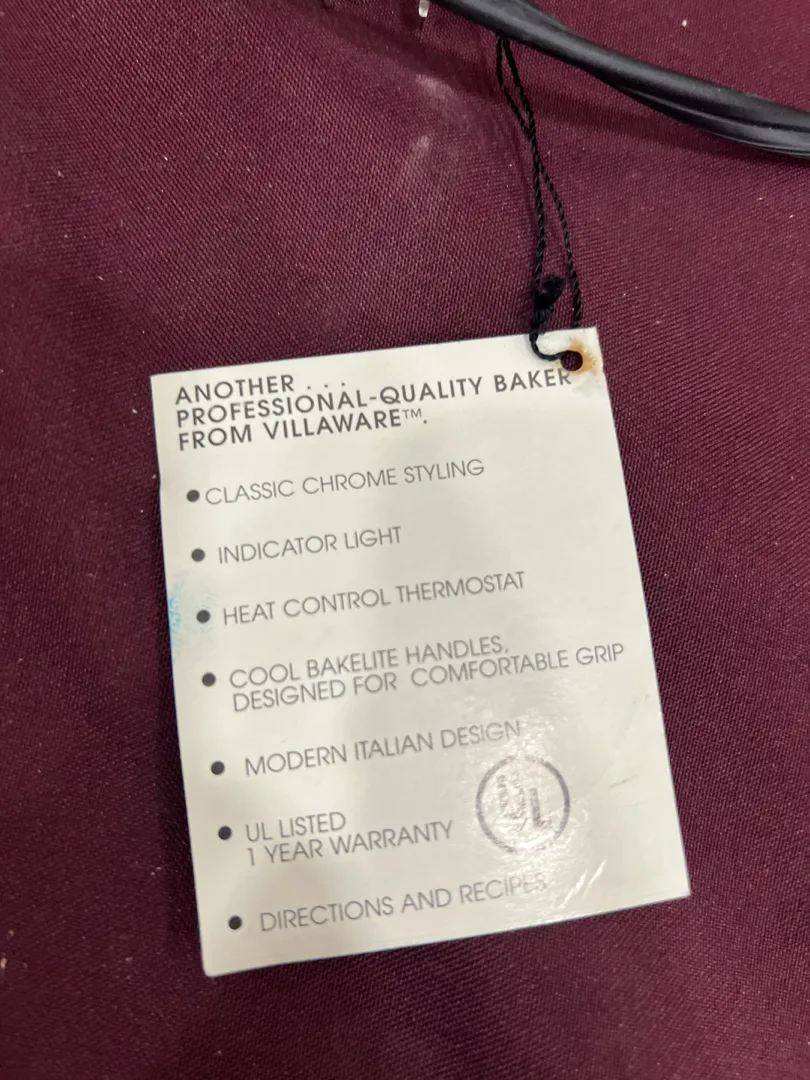 ANOTHER . . .
PROFESSIONAL-QUALITY BAKER
FROM VILLAWARE™.
● CLASSIC CHROME STYLING
● INDICATOR LIGHT
● HEAT CONTROL THERMOSTAT
● COOL BAKELITE HANDLES,
DESIGNED FOR COMFORTABLE GRIP
● MODERN ITALIAN DESIGN
● UL LISTED
1 YEAR WARRANTY
UL
● DIRECTIONS AND RECIPES